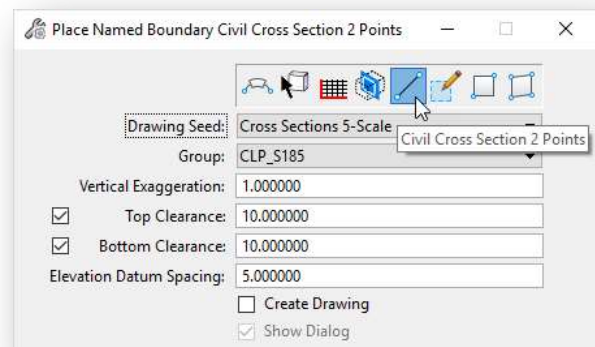 Place Named Boundary Civil Cross Section 2 Points
Drawing Seed: Cross Sections 5-Scale
Civil Cross Section 2 Points
Group: CLP_S185
Vertical Exaggeration: 1.000000
Top Clearance: 10.000000
Bottom Clearance: 10.000000
Elevation Datum Spacing: 5.000000
Create Drawing
Show Dialog